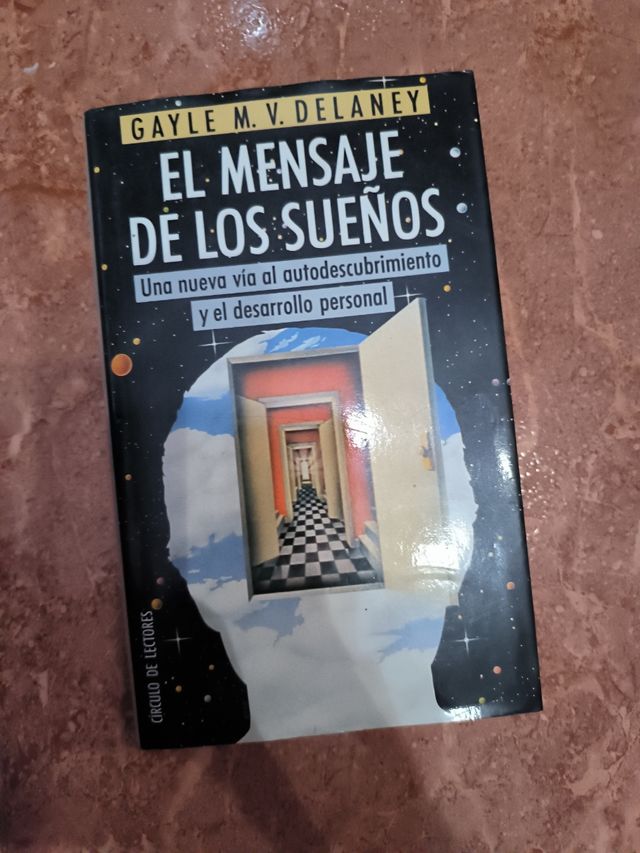 GAYLE M. V. DELANEY
EL MENSAJE
DE LOS SUEÑOS
Una nueva vía al autodescubrimiento
y el desarrollo personal
CÍRCULO DE LECTORES